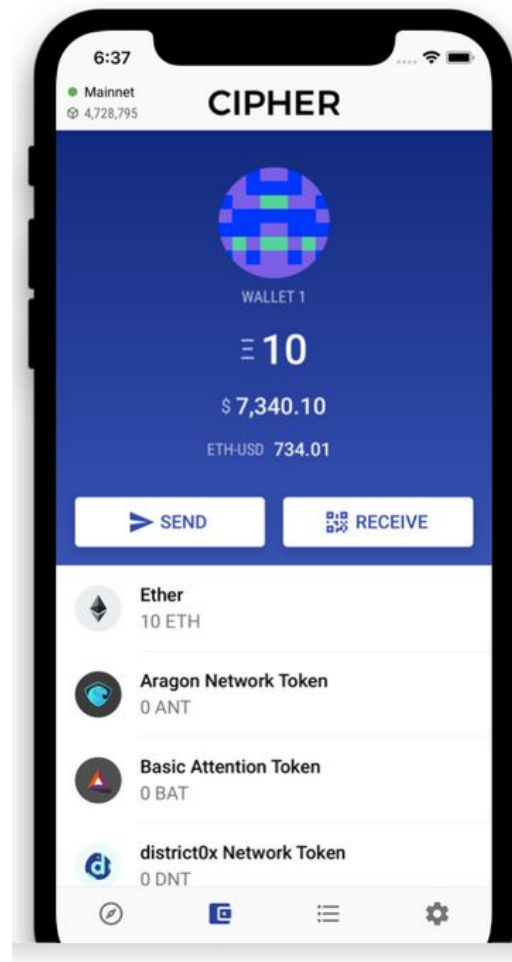 6:37
Mainnet
4,728,795
CIPHER
WALLET 1
Ξ 10
$ 7,340.10
ETH-USD 734.01
SEND
RECEIVE
Ether
10 ETH
Aragon Network Token
0 ANT
Basic Attention Token
0 BAT
district0x Network Token
0 DNT